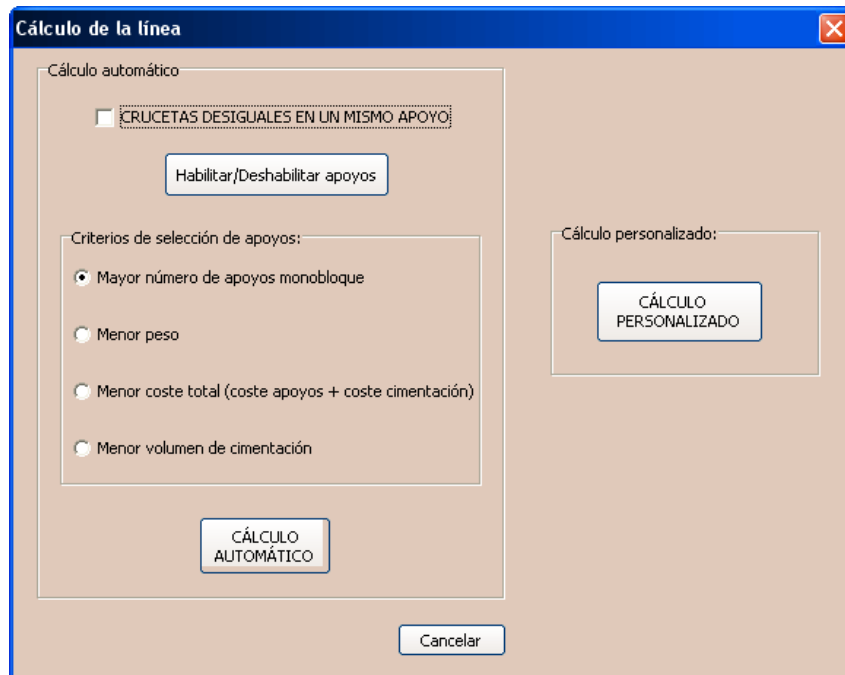 Cálculo de la línea
Cálculo automático
CRUCETAS DESIGUALES EN UN MISMO APOYO
Habilitar/Deshabilitar apoyos
Criterios de selección de apoyos:
Mayor número de apoyos monobloque
Menor peso
Menor coste total (coste apoyos + coste cimentación)
Menor volumen de cimentación
CÁLCULO
AUTOMÁTICO
Cálculo personalizado:
CÁLCULO
PERSONALIZADO
Cancelar